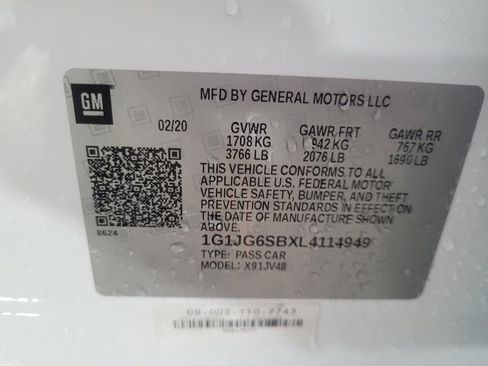 GM
MFD BY GENERAL MOTORS LLC
02/20 GVWR GAWR FRT GAWR RR
1708 KG 942 KG 767 KG
3766 LB 2076 LB 1690 LB
THIS VEHICLE CONFORMS TO ALL
APPLICABLE U.S. FEDERAL MOTOR
VEHICLE SAFETY, BUMPER, AND THEFT
PREVENTION STANDARDS IN EFFECT ON
THE DATE OF MANUFACTURE SHOWN
ABOVE.
8624
1G1JG6SBXL4114949
TYPE: PASS CAR
MODEL: X91JV48
09-002-T10-7743